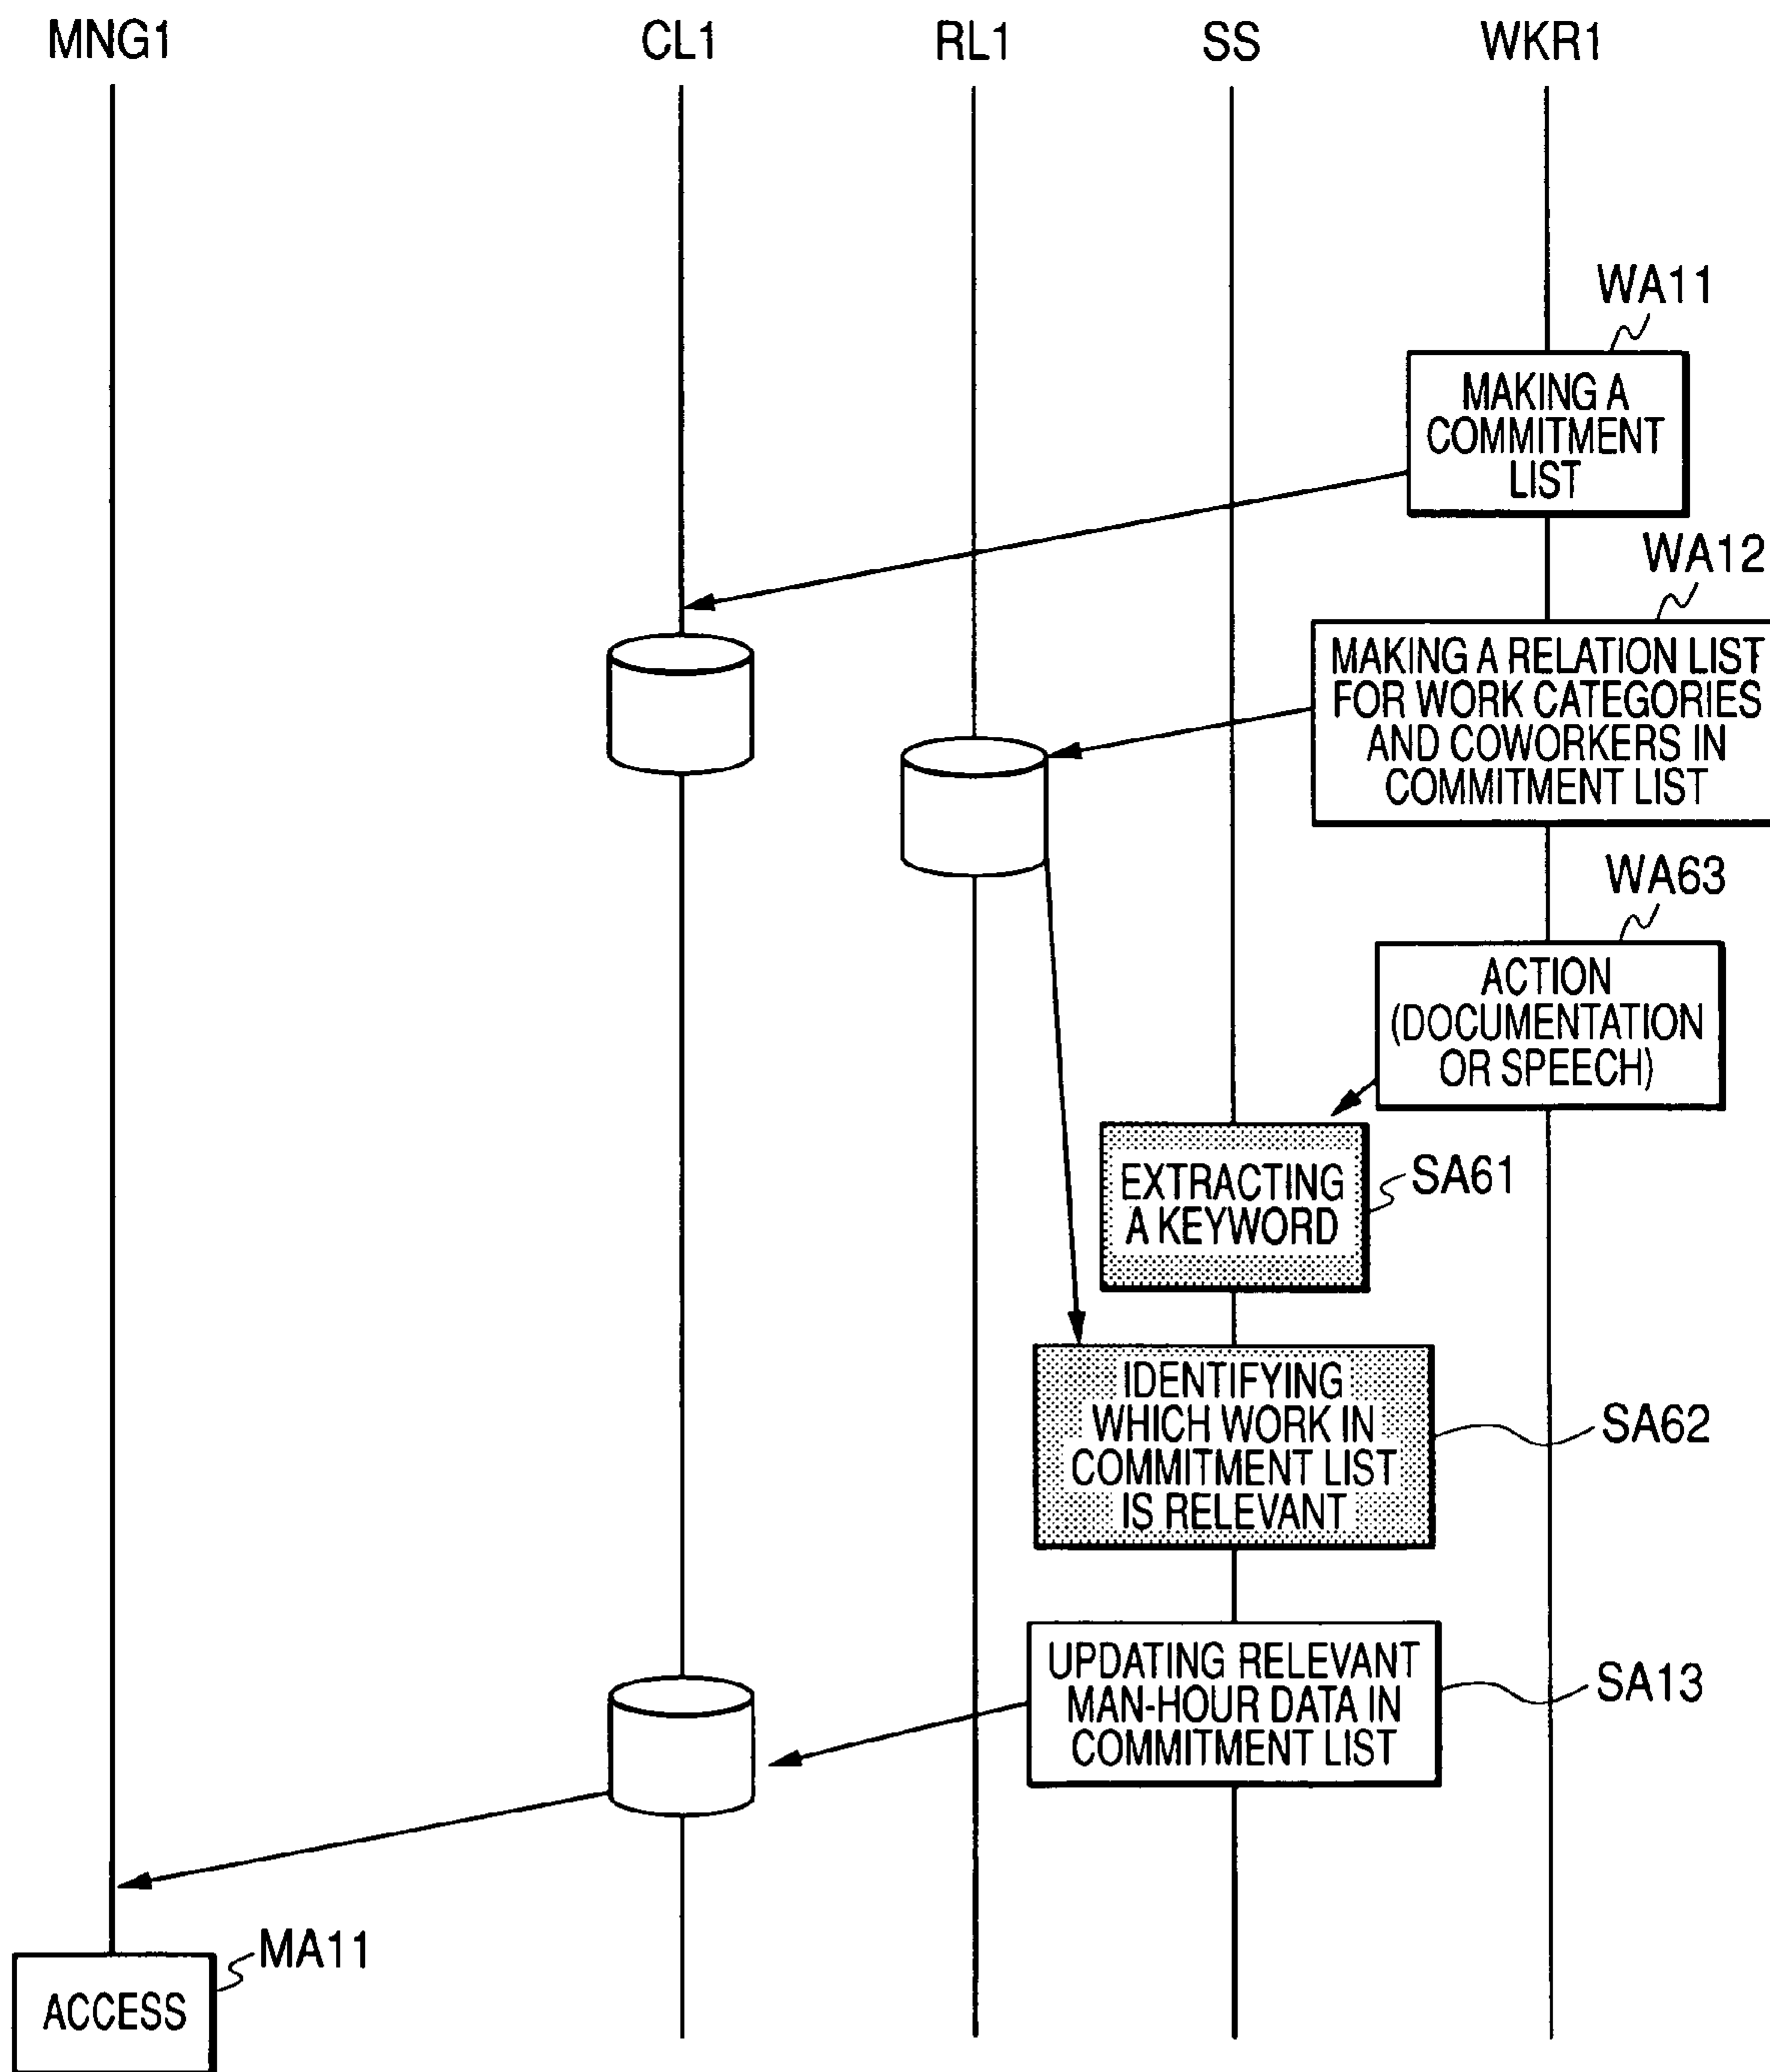 MNG1
CL1
RL1
SS
WKR1
WA11
MAKING A
COMMITMENT
LIST
WA12
MAKING A RELATION LIST
FOR WORK CATEGORIES
AND COWORKERS IN
COMMITMENT LIST
WA63
ACTION
(DOCUMENTATION
OR SPEECH)
EXTRACTING
A KEYWORD
SA61
IDENTIFYING
WHICH WORK IN
COMMITMENT LIST
IS RELEVANT
SA62
UPDATING RELEVANT
MAN-HOUR DATA IN
COMMITMENT LIST
SA13
MA11
ACCESS